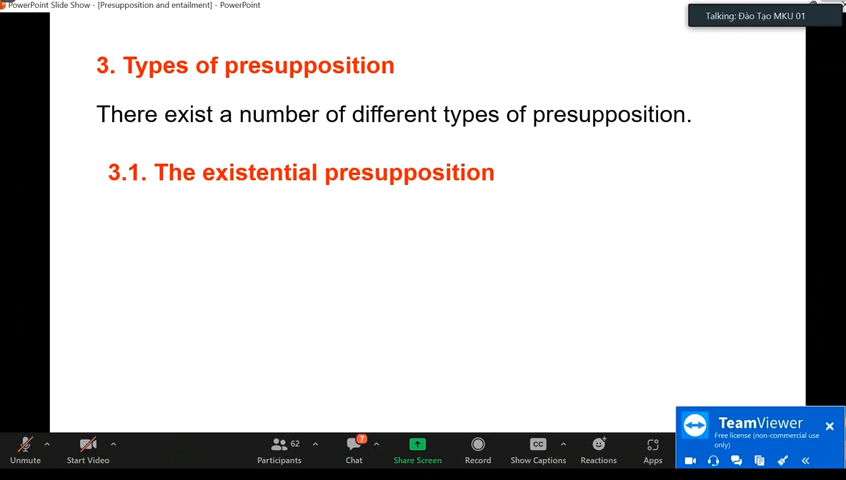 PowerPoint Slide Show - [Presupposition and entailment] - PowerPoint
Talking: Đào Tạo MKU 01
3. Types of presupposition
There exist a number of different types of presupposition.
3.1. The existential presupposition
TeamViewer
Free license (non-commercial use
only)
62
7
CC
Unmute
Start Video
Participants
Chat
Share Screen
Record
Show Captions
Reactions
Apps